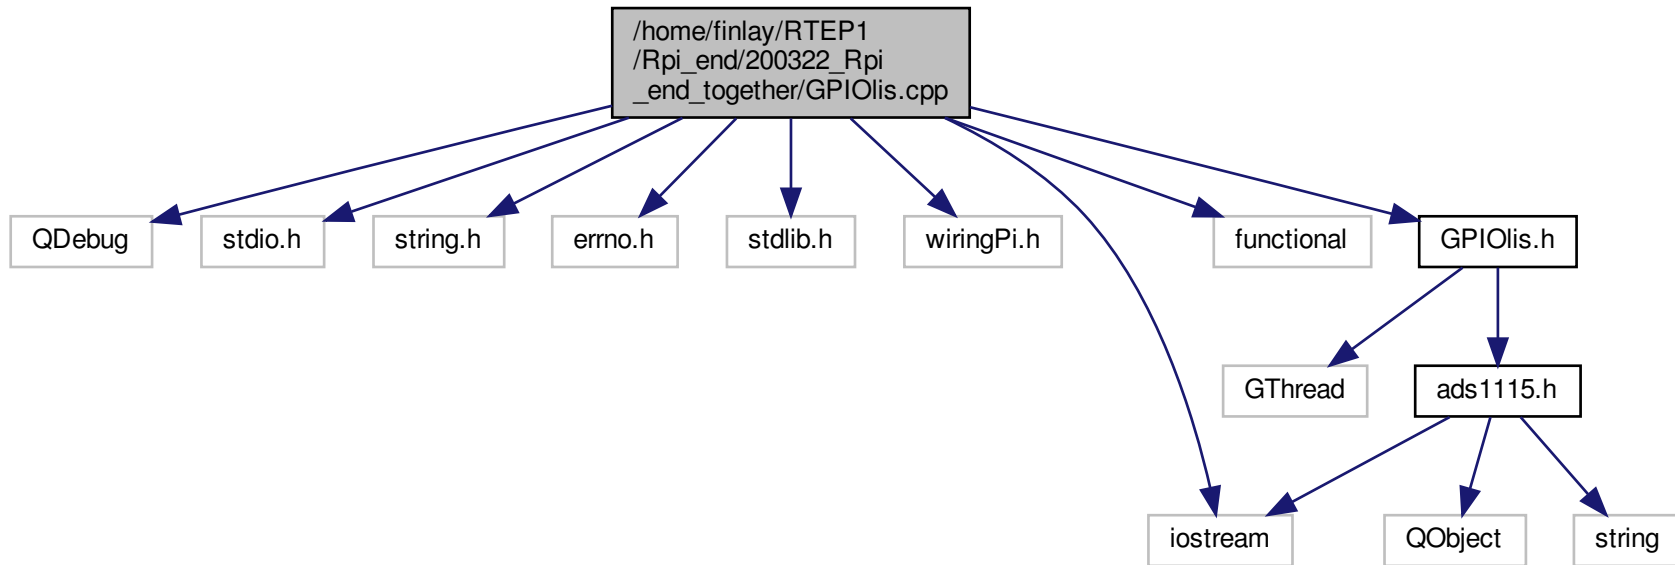 /home/finlay/RTEP1
/Rpi_end/200322_Rpi
_end_together/GPIOlis.cpp
QDebug
stdio.h
string.h
errno.h
stdlib.h
wiringPi.h
functional
GPIOlis.h
GThread
ads1115.h
iostream
QObject
string